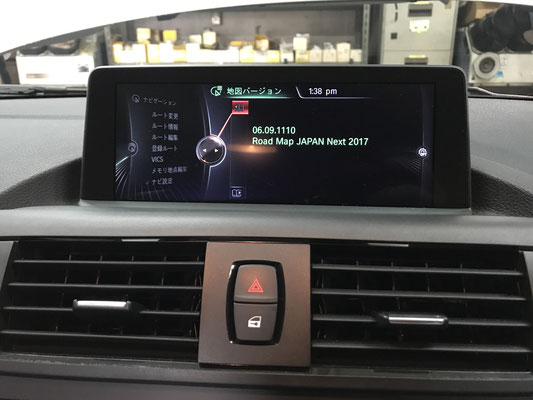 地図バージョン 1:38 pm
ナビゲーション
ルート変更
ルート情報
ルート編集
登録ルート
VICS
メモリ地点編集
ナビ設定
06.09.1110
Road Map JAPAN Next 2017